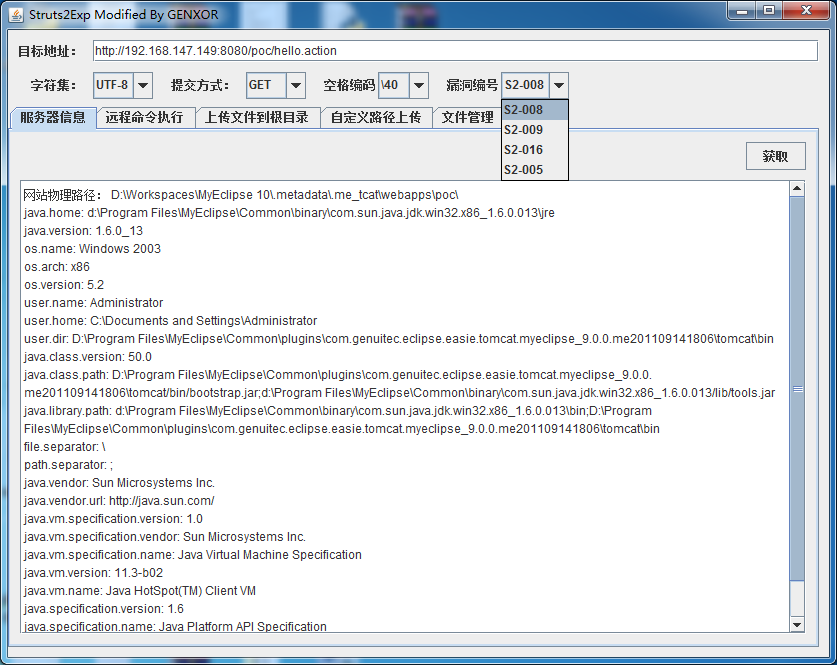 Struts2Exp Modified By GENXOR
目标地址: http://192.168.147.149:8080/poc/hello.action
字符集: UTF-8 提交方式: GET 空格编码 \40 漏洞编号 S2-008
S2-008
S2-009
S2-016
S2-005
服务器信息 远程命令执行 上传文件到根目录 自定义路径上传 文件管理
获取
网站物理路径: D:\Workspaces\MyEclipse 10\.metadata\.me_tcat\webapps\poc\
java.home: d:\Program Files\MyEclipse\Common\binary\com.sun.java.jdk.win32.x86_1.6.0.013\jre
java.version: 1.6.0_13
os.name: Windows 2003
os.arch: x86
os.version: 5.2
user.name: Administrator
user.home: C:\Documents and Settings\Administrator
user.dir: D:\Program Files\MyEclipse\Common\plugins\com.genuitec.eclipse.easie.tomcat.myeclipse_9.0.0.me201109141806\tomcat\bin
java.class.version: 50.0
java.class.path: D:\Program Files\MyEclipse\Common\plugins\com.genuitec.eclipse.easie.tomcat.myeclipse_9.0.0.
me201109141806\tomcat/bin/bootstrap.jar;d:\Program Files\MyEclipse\Common\binary\com.sun.java.jdk.win32.x86_1.6.0.013/lib/tools.jar
java.library.path: d:\Program Files\MyEclipse\Common\binary\com.sun.java.jdk.win32.x86_1.6.0.013\bin;D:\Program
Files\MyEclipse\Common\plugins\com.genuitec.eclipse.easie.tomcat.myeclipse_9.0.0.me201109141806\tomcat\bin
file.separator: \
path.separator: ;
java.vendor: Sun Microsystems Inc.
java.vendor.url: http://java.sun.com/
java.vm.specification.version: 1.0
java.vm.specification.vendor: Sun Microsystems Inc.
java.vm.specification.name: Java Virtual Machine Specification
java.vm.version: 11.3-b02
java.vm.name: Java HotSpot(TM) Client VM
java.specification.version: 1.6
java.specification.name: Java Platform API Specification